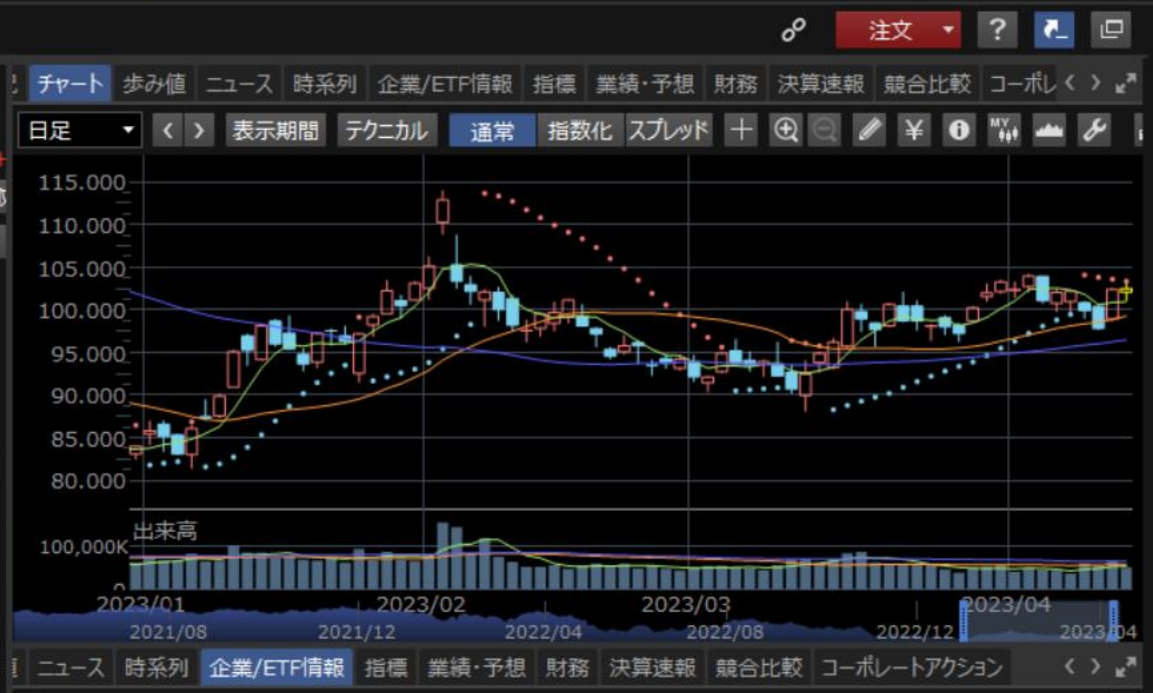 注文 ?
チャート 歩み値 ニュース 時系列 企業/ETF情報 指標 業績・予想 財務 決算速報 競合比較 コーポレ
日足 表示期間 テクニカル 通常 指数化 スプレッド ¥ MY
115.000
110.000
105.000
100.000
95.000
90.000
85.000
80.000
出来高
100,000K
0
2023/01 2023/02 2023/03 2023/04
2021/08 2021/12 2022/04 2022/08 2022/12 2023/04
ニュース 時系列 企業/ETF情報 指標 業績・予想 財務 決算速報 競合比較 コーポレートアクション